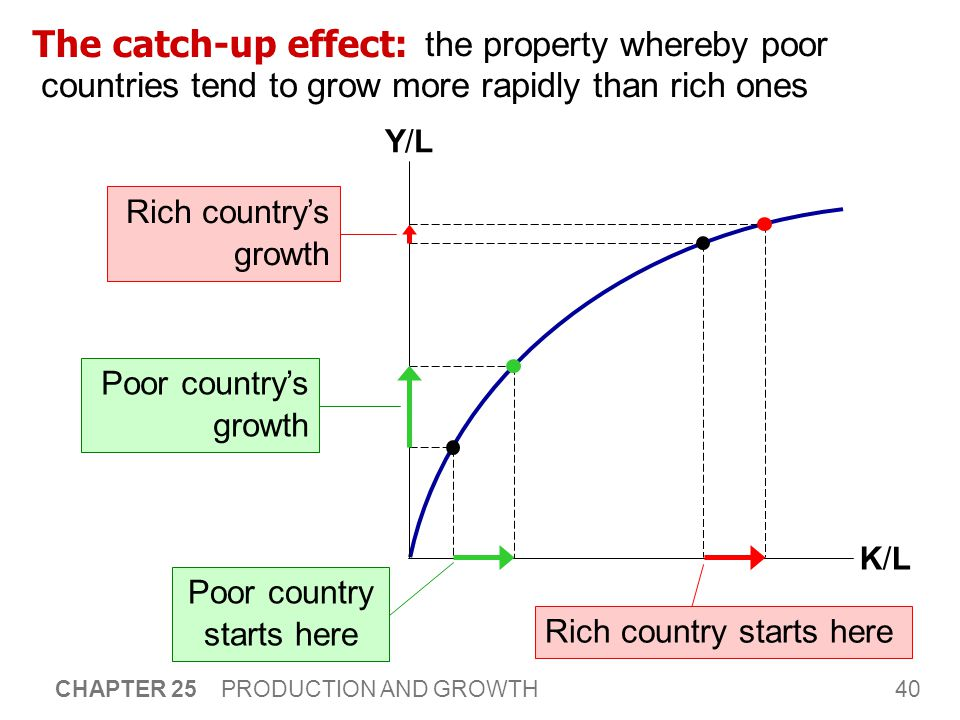 The catch-up effect: the property whereby poor
countries tend to grow more rapidly than rich ones
Y/L
Rich country’s
growth
Poor country’s
growth
K/L
Poor country
starts here
Rich country starts here
CHAPTER 25 PRODUCTION AND GROWTH 40